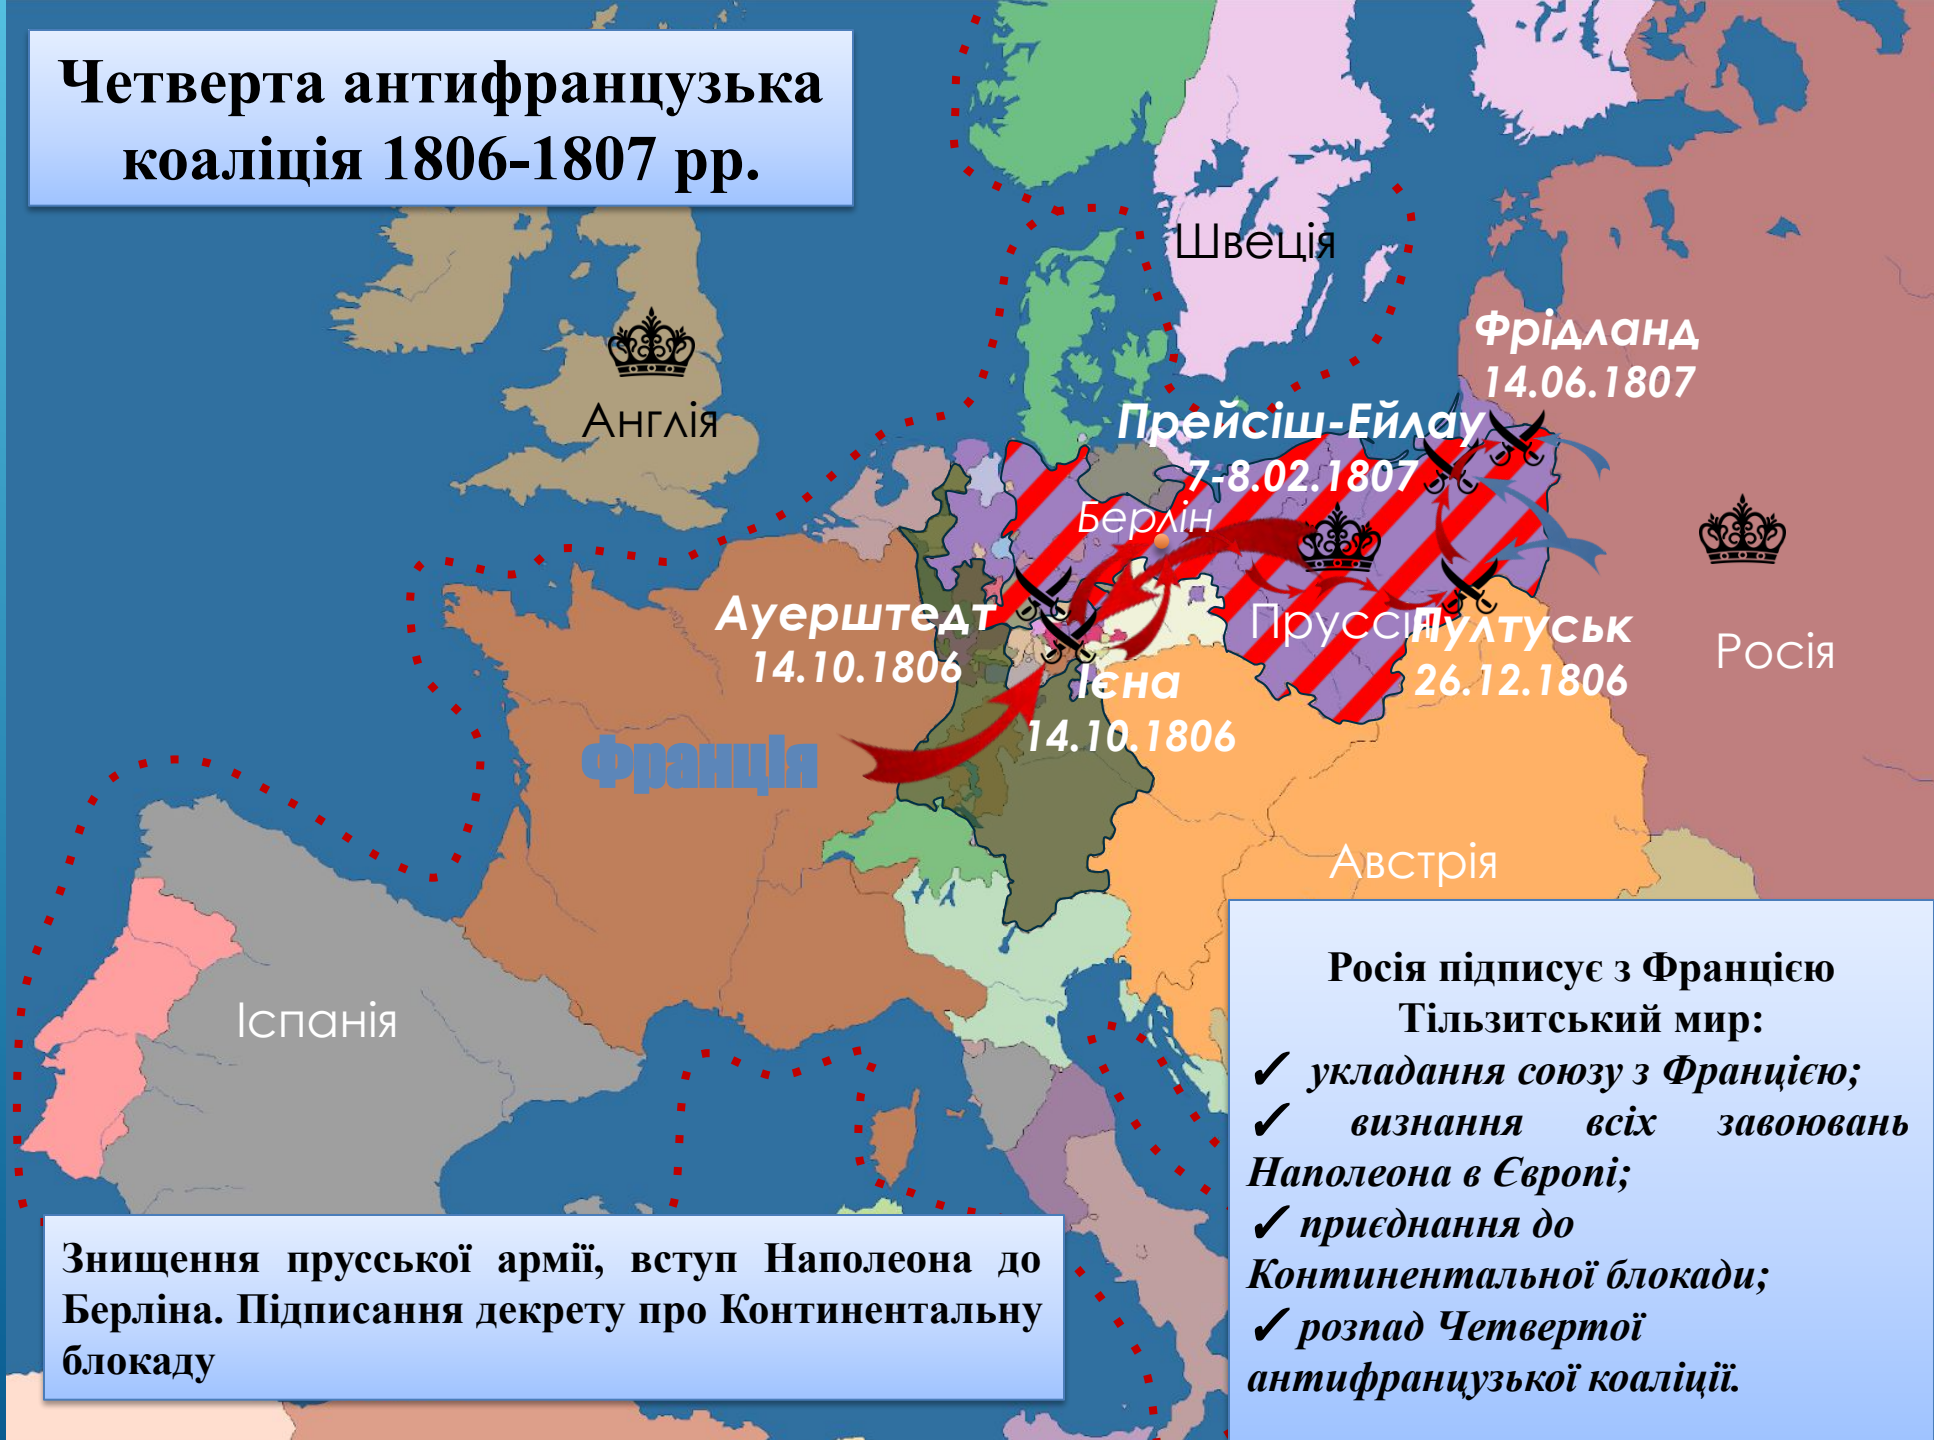 Четверта антифранцузька
коаліція 1806-1807 рр.
Швеція
Фрідланд
14.06.1807
Англія
Прейсіш-Ейлау
7-8.02.1807
Берлін
Ауерштедт
14.10.1806
Пруссія
Пултуськ
26.12.1806
Росія
Ієна
14.10.1806
Франція
Австрія
Іспанія
Росія підписує з Францією
Тільзитський мир:
✓ укладання союзу з Францією;
✓ визнання всіх завоювань
Наполеона в Європі;
✓ приєднання до
Континентальної блокади;
✓ розпад Четвертої
антифранцузької коаліції.
Знищення прусської армії, вступ Наполеона до
Берліна. Підписання декрету про Континентальну
блокаду